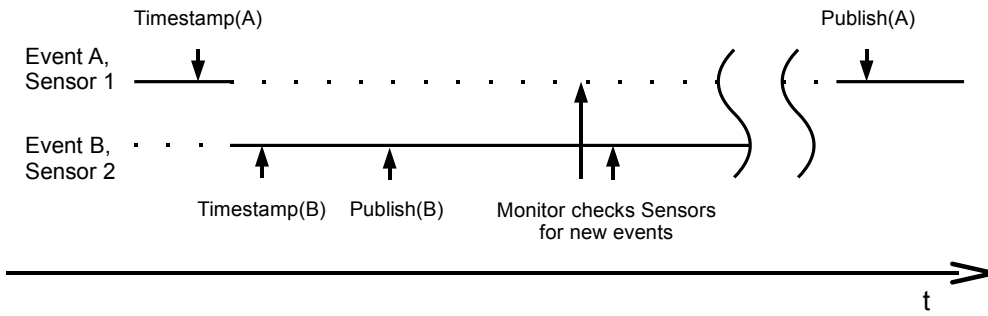 Timestamp(A)
Publish(A)
Event A,
Sensor 1
Event B,
Sensor 2
Timestamp(B)
Publish(B)
Monitor checks Sensors
for new events
t